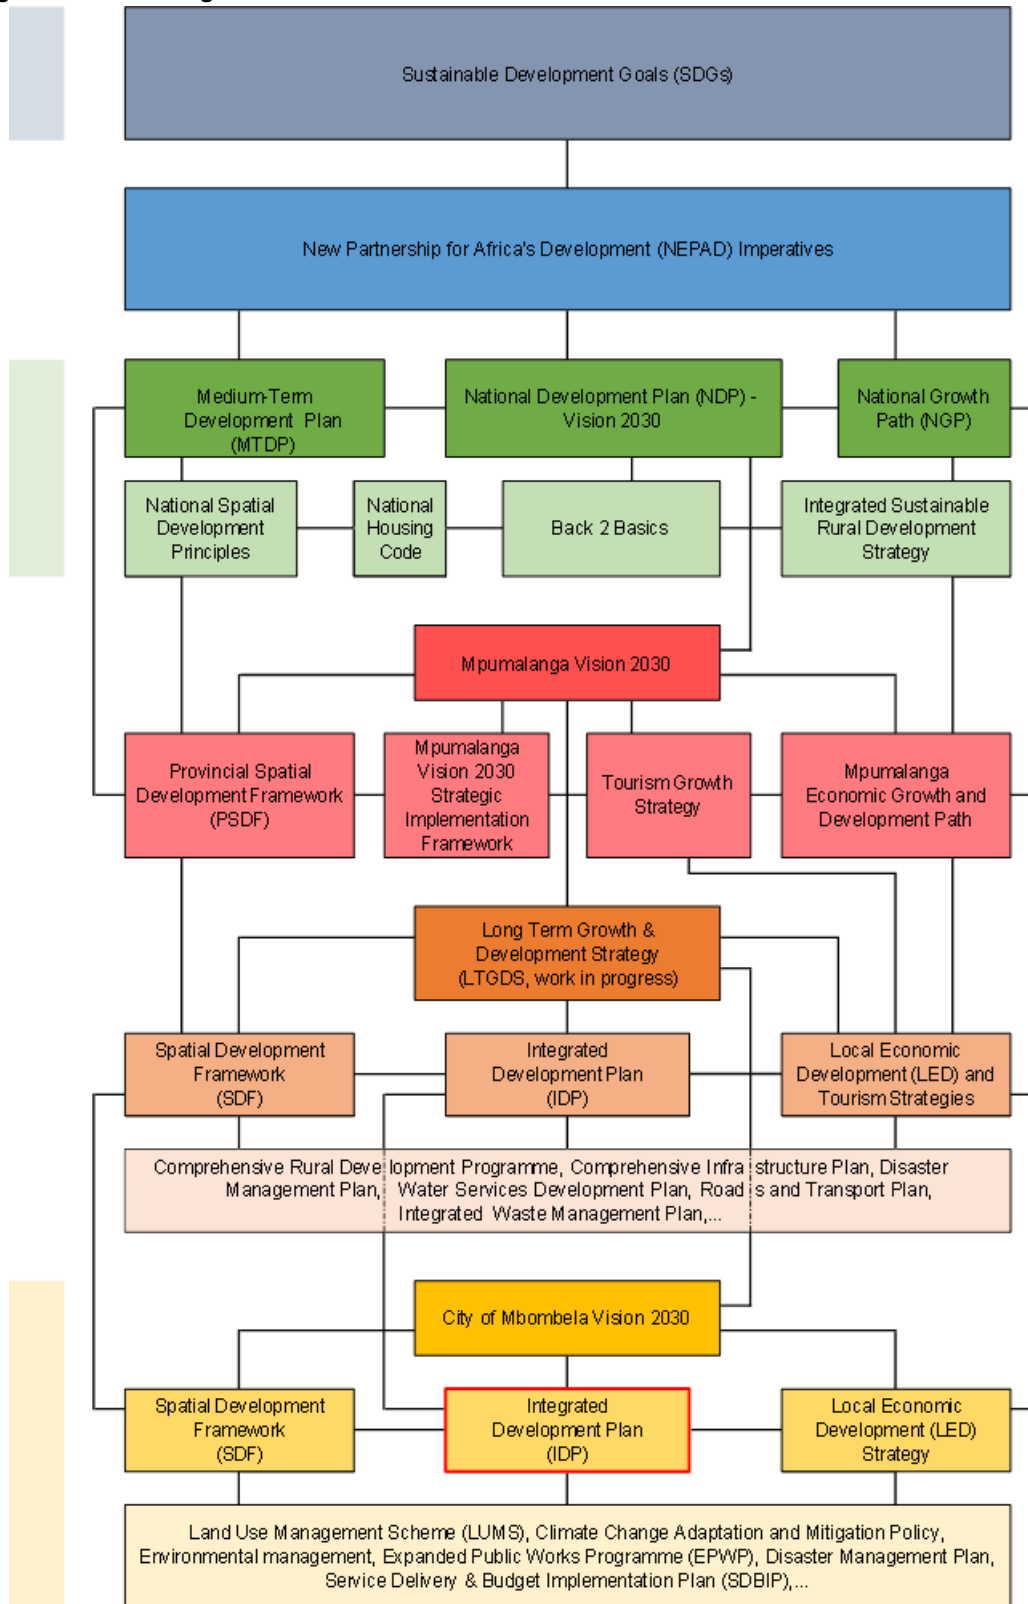 Sustainable Development Goals (SDGs)
New Partnership for Africa's Development (NEPAD) Imperatives
Medium-Term
Development Plan
(MTDP)
National Development Plan (NDP) -
Vision 2030
National Growth
Path (NGP)
National Spatial
Development
Principles
National
Housing
Code
Back 2 Basics
Integrated Sustainable
Rural Development
Strategy
Mpumalanga Vision 2030
Provincial Spatial
Development Framework
(PSDF)
Mpumalanga
Vision 2030
Strategic
Implementation
Framework
Tourism Growth
Strategy
Mpumalanga
Economic Growth and
Development Path
Long Term Growth &
Development Strategy
(LTGDS, work in progress)
Spatial Development
Framework
(SDF)
Integrated
Development Plan
(IDP)
Local Economic
Development (LED) and
Tourism Strategies
Comprehensive Rural Development Programme, Comprehensive Infrastructure Plan, Disaster
Management Plan, Water Services Development Plan, Roads and Transport Plan,
Integrated Waste Management Plan,...
City of Mbombela Vision 2030
Spatial Development
Framework
(SDF)
Integrated
Development Plan
(IDP)
Local Economic
Development (LED)
Strategy
Land Use Management Scheme (LUMS), Climate Change Adaptation and Mitigation Policy,
Environmental management, Expanded Public Works Programme (EPWP), Disaster Management Plan,
Service Delivery & Budget Implementation Plan (SDBIP),...